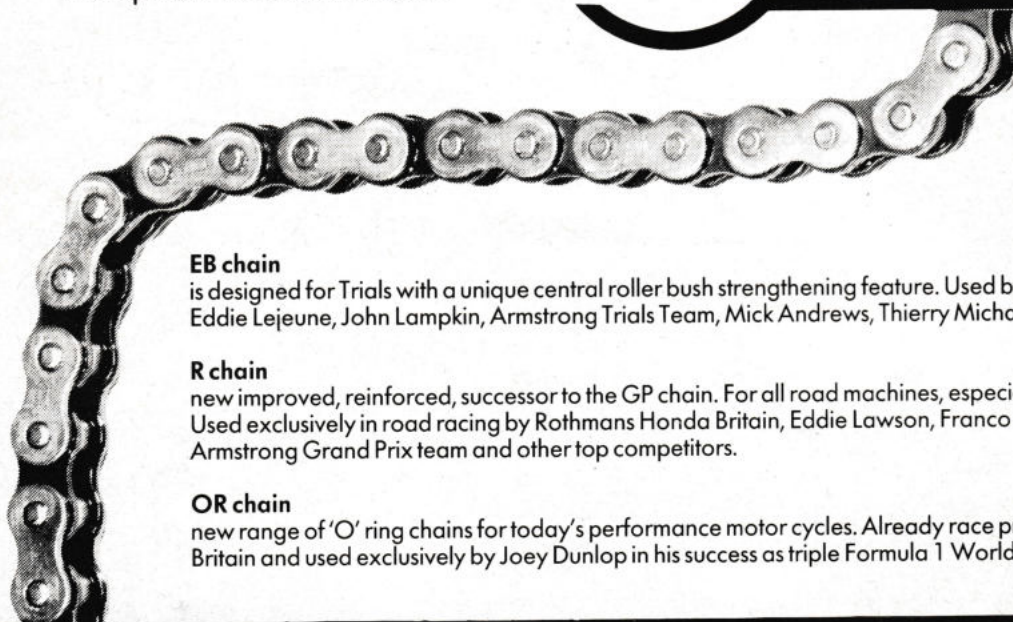 EB chain
is designed for Trials with a unique central roller bush strengthening feature. Used
Eddie Lejeune, John Lampkin, Armstrong Trials Team, Mick Andrews, Thierry
R chain
new improved, reinforced, successor to the GP chain. For all road machines,
Used exclusively in road racing by Rothmans Honda Britain, Eddie Lawson, Franco
Armstrong Grand Prix team and other top competitors.
OR chain
new range of 'O' ring chains for today's performance motor cycles. Already race
Britain and used exclusively by Joey Dunlop in his success as triple Formula 1 World